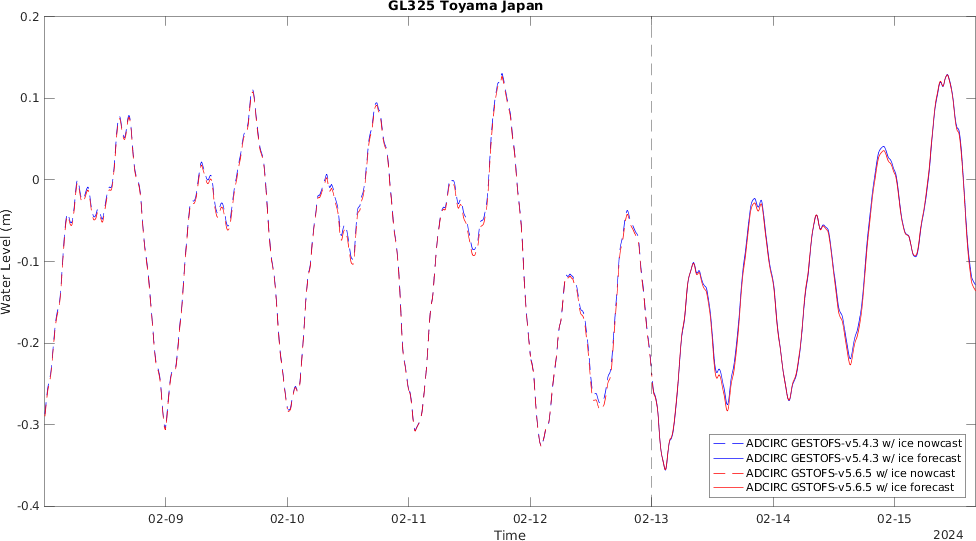 GL325 Toyama Japan
0.2
0.1
0
-0.1
-0.2
-0.3
-0.4
Water Level (m)
ADCIRC GESTOFS-v5.4.3 w/ ice nowcast
ADCIRC GESTOFS-v5.4.3 w/ ice forecast
ADCIRC GSTOFS-v5.6.5 w/ ice nowcast
ADCIRC GSTOFS-v5.6.5 w/ ice forecast
02-09 02-10 02-11 02-12 02-13 02-14 02-15
Time 2024